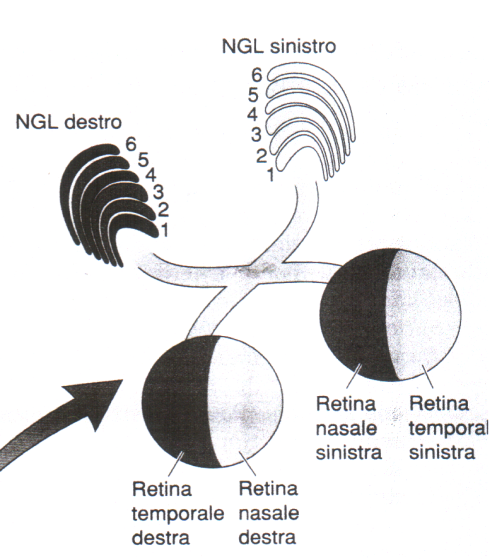 NGL sinistro
6
5
4
3
2
1
NGL destro
6
5
4
3
2
1
Retina
nasale
sinistra
Retina
temporal
sinistra
Retina
temporale
destra
Retina
nasale
destra